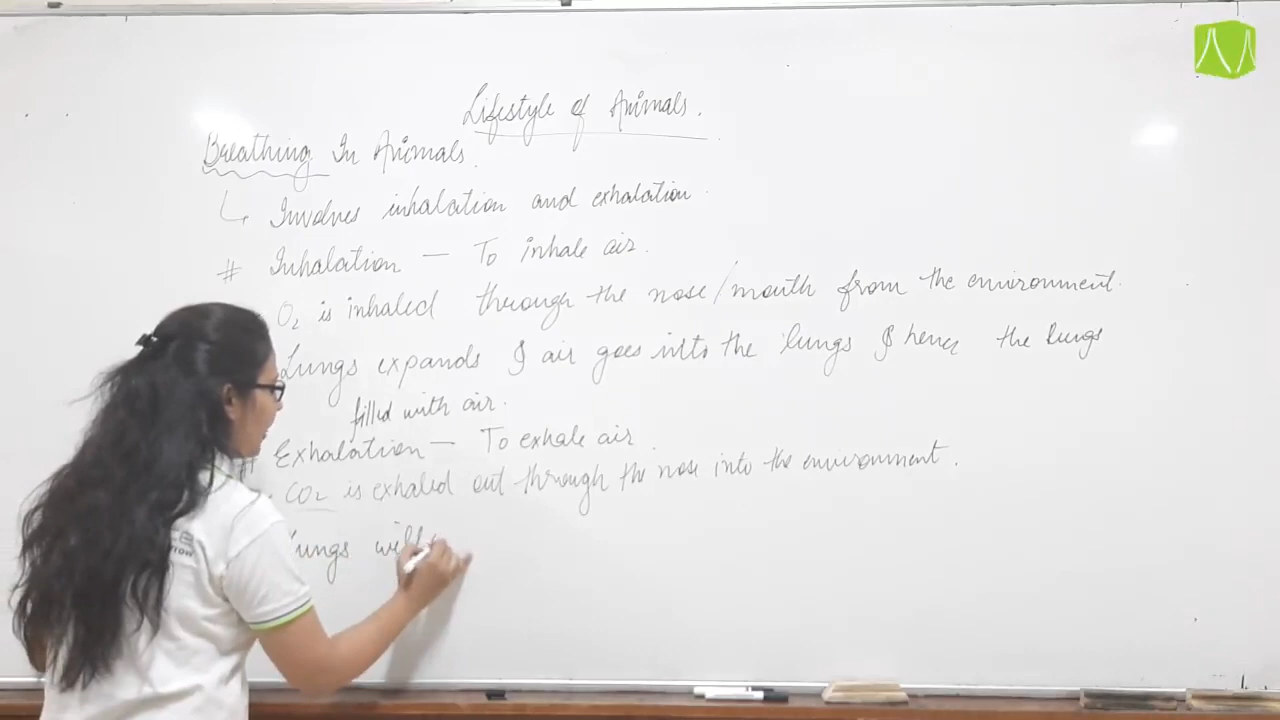 Lifestyle of Animals.
Breathing In Animals.
↳ Involves inhalation and exhalation
# Inhalation — To inhale air.
O2 is inhaled through the nose/mouth from the environment.
Lungs expands & air goes into the lungs & hence the lungs
filled with air.
# Exhalation — To exhale air
CO2 is exhaled out through the nose into the environment.
Lungs will